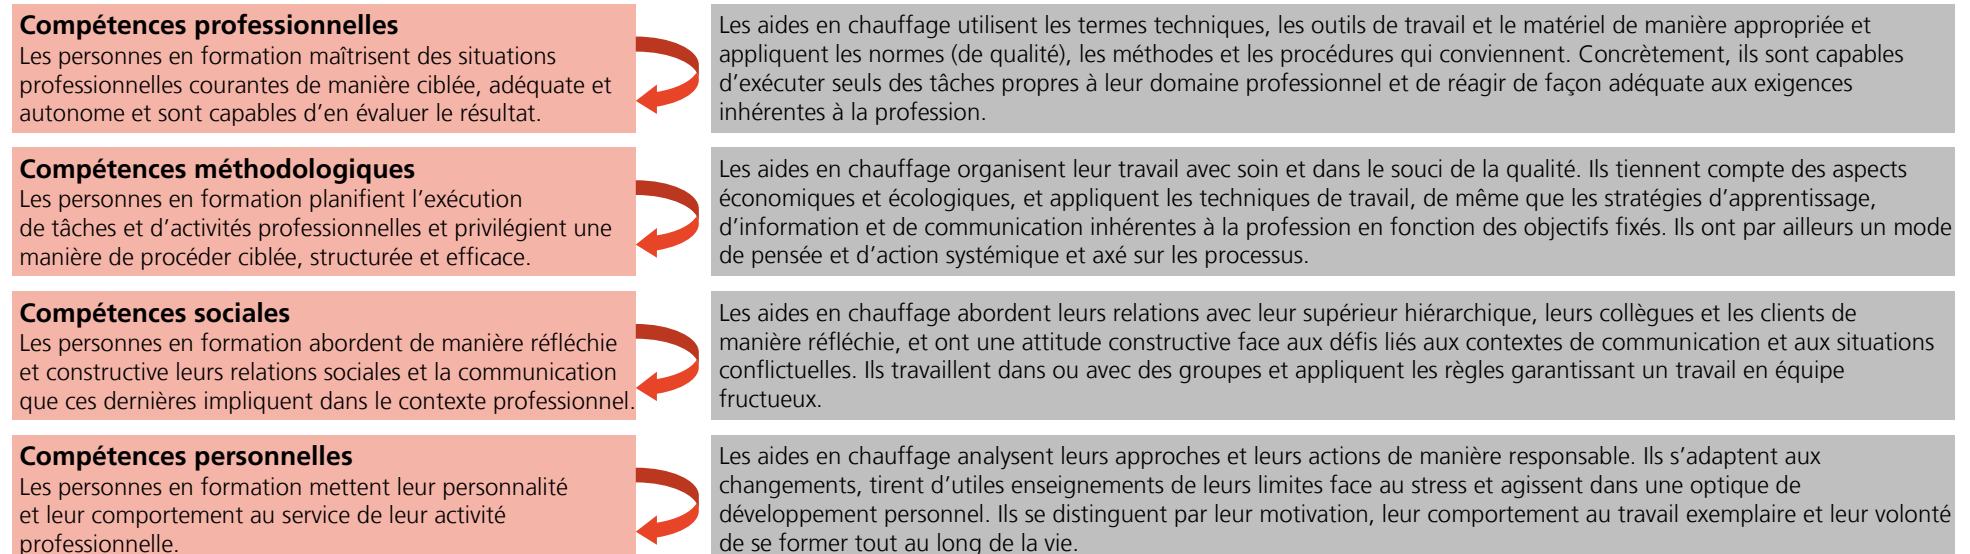 Compétences professionnelles
Les personnes en formation maîtrisent des situations
professionnelles courantes de manière ciblée, adéquate et
autonome et sont capables d’en évaluer le résultat.
Les aides en chauffage utilisent les termes techniques, les outils de travail et le matériel de manière appropriée et
appliquent les normes (de qualité), les méthodes et les procédures qui conviennent. Concrètement, ils sont capables
d’exécuter seuls des tâches propres à leur domaine professionnel et de réagir de façon adéquate aux exigences
inhérentes à la profession.
Compétences méthodologiques
Les personnes en formation planifient l’exécution
de tâches et d’activités professionnelles et privilégient une
manière de procéder ciblée, structurée et efficace.
Les aides en chauffage organisent leur travail avec soin et dans le souci de la qualité. Ils tiennent compte des aspects
économiques et écologiques, et appliquent les techniques de travail, de même que les stratégies d’apprentissage,
d’information et de communication inhérentes à la profession en fonction des objectifs fixés. Ils ont par ailleurs un mode
de pensée et d’action systémique et axé sur les processus.
Compétences sociales
Les personnes en formation abordent de manière réfléchie
et constructive leurs relations sociales et la communication
que ces dernières impliquent dans le contexte professionnel.
Les aides en chauffage abordent leurs relations avec leur supérieur hiérarchique, leurs collègues et les clients de
manière réfléchie, et ont une attitude constructive face aux défis liés aux contextes de communication et aux situations
conflictuelles. Ils travaillent dans ou avec des groupes et appliquent les règles garantissant un travail en équipe
fructueux.
Compétences personnelles
Les personnes en formation mettent leur personnalité
et leur comportement au service de leur activité
professionnelle.
Les aides en chauffage analysent leurs approches et leurs actions de manière responsable. Ils s’adaptent aux
changements, tirent d’utiles enseignements de leurs limites face au stress et agissent dans une optique de
développement personnel. Ils se distinguent par leur motivation, leur comportement au travail exemplaire et leur volonté
de se former tout au long de la vie.